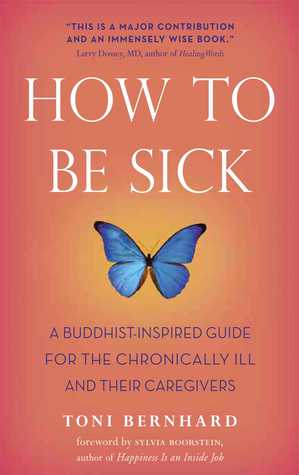 "THIS IS A MAJOR CONTRIBUTION
AND AN IMMENSELY WISE BOOK."
Larry Dossey, MD, author of Healing Words
HOW TO
BE SICK
A BUDDHIST-INSPIRED GUIDE
FOR THE CHRONICALLY ILL
AND THEIR CAREGIVERS
TONI BERNHARD
foreword by SYLVIA BOORSTEIN,
author of Happiness Is an Inside Job